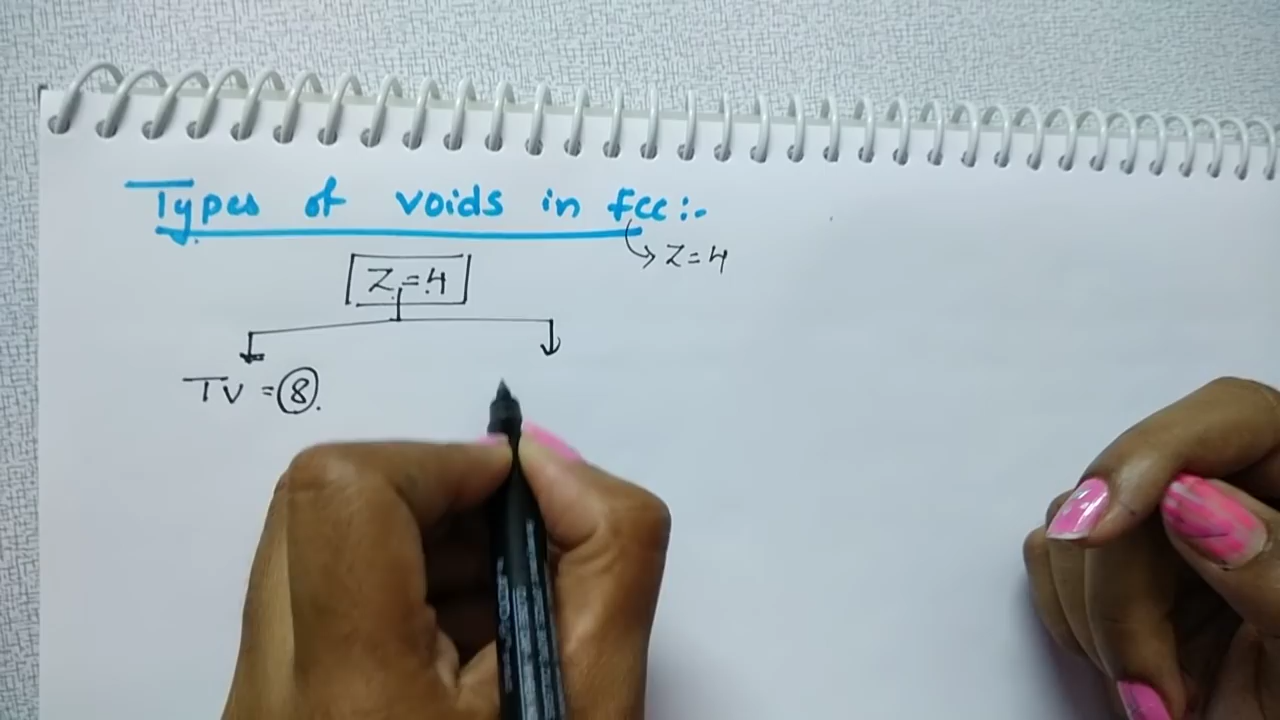 Types of voids in fcc:-
Z=4
Z=4
TV = 8.